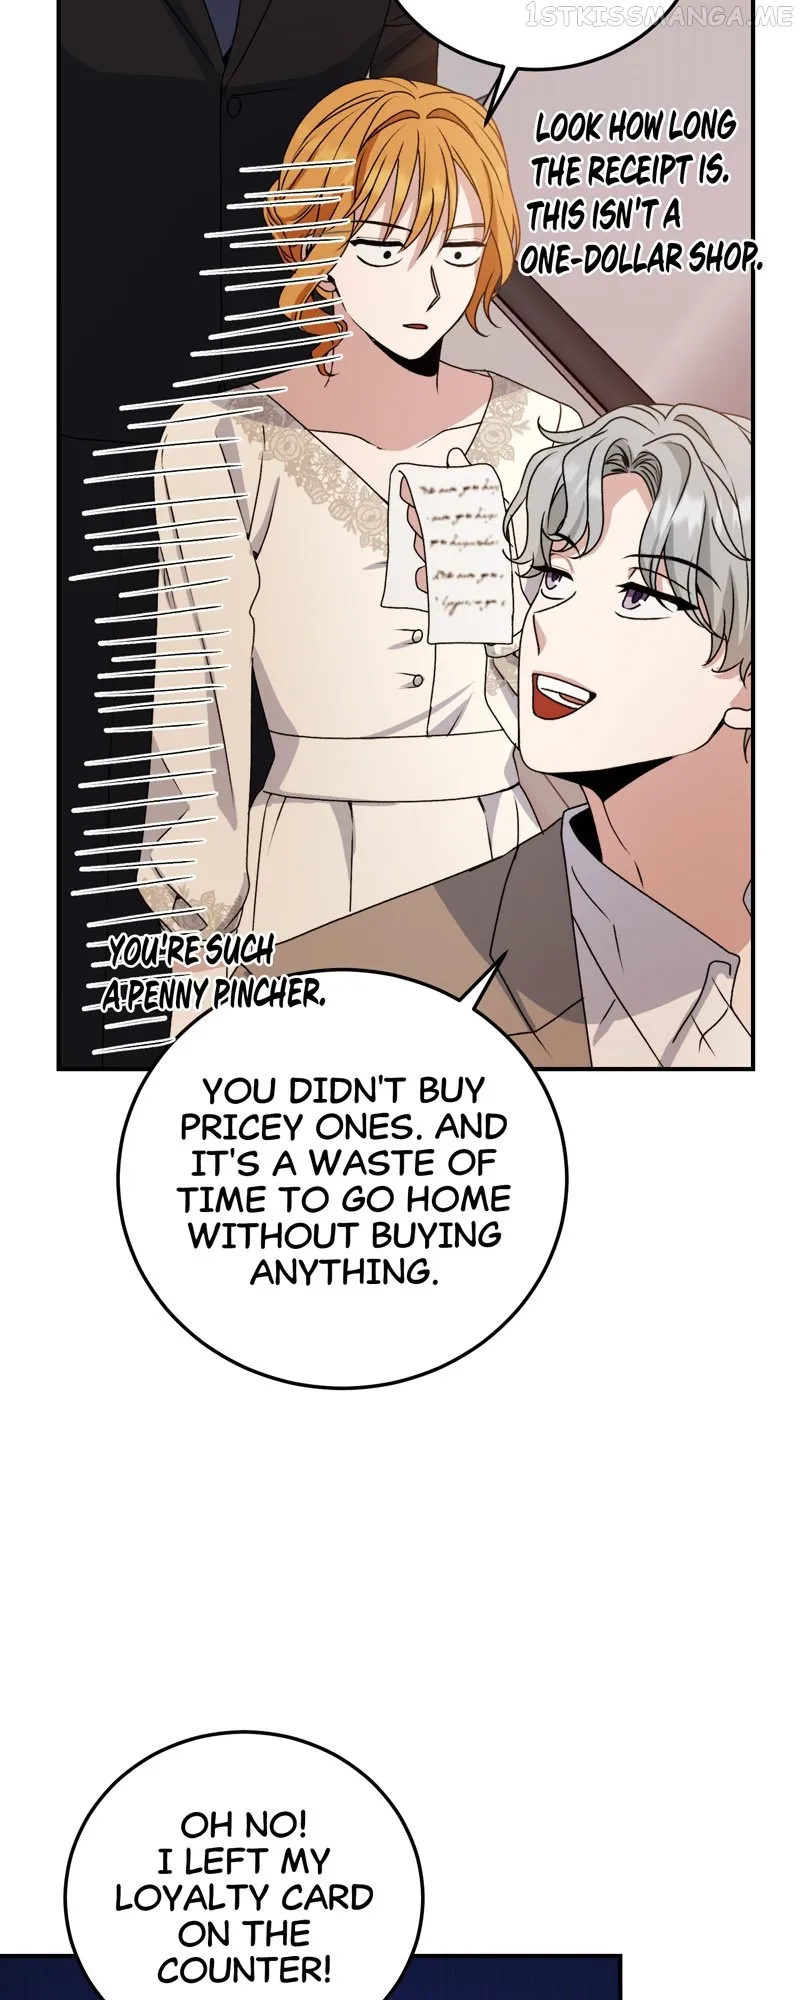 1STKISSMANGA.ME
LOOK HOW LONG
THE RECEIPT IS.
THIS ISN'T A
ONE-DOLLAR SHOP.
YOU'RE SUCH
A PENNY PINCHER.
YOU DIDN'T BUY
PRICEY ONES. AND
IT'S A WASTE OF
TIME TO GO HOME
WITHOUT BUYING
ANYTHING.
OH NO!
I LEFT MY
LOYALTY CARD
ON THE
COUNTER!